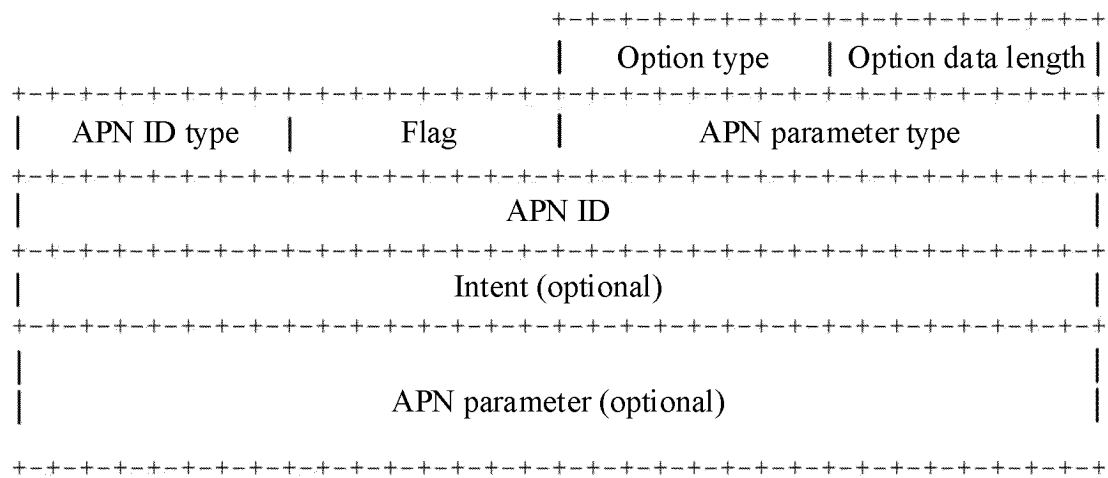 +-+-+-+-+-+-+-+-+-+-+-+-+-+-+-+-+
| Option type | Option data length |
+-+-+-+-+-+-+-+-+-+-+-+-+-+-+-+-+-+-+-+-+-+-+-+-+-+-+-+-+-+-+-+-+
| APN ID type | Flag | APN parameter type |
+-+-+-+-+-+-+-+-+-+-+-+-+-+-+-+-+-+-+-+-+-+-+-+-+-+-+-+-+-+-+-+-+
| APN ID |
+-+-+-+-+-+-+-+-+-+-+-+-+-+-+-+-+-+-+-+-+-+-+-+-+-+-+-+-+-+-+-+-+
| Intent (optional) |
+-+-+-+-+-+-+-+-+-+-+-+-+-+-+-+-+-+-+-+-+-+-+-+-+-+-+-+-+-+-+-+-+
| |
| APN parameter (optional) |
+-+-+-+-+-+-+-+-+-+-+-+-+-+-+-+-+-+-+-+-+-+-+-+-+-+-+-+-+-+-+-+-+